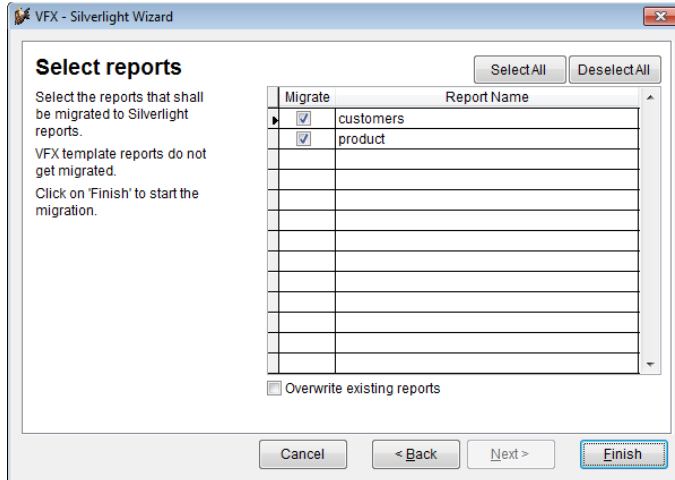 VFX - Silverlight Wizard
Select reports
Select All
Deselect All
Select the reports that shall
be migrated to Silverlight
reports.
VFX template reports do not
get migrated.
Click on 'Finish' to start the
migration.
Migrate
Report Name
customers
product
Overwrite existing reports
Cancel
< Back
Next >
Finish